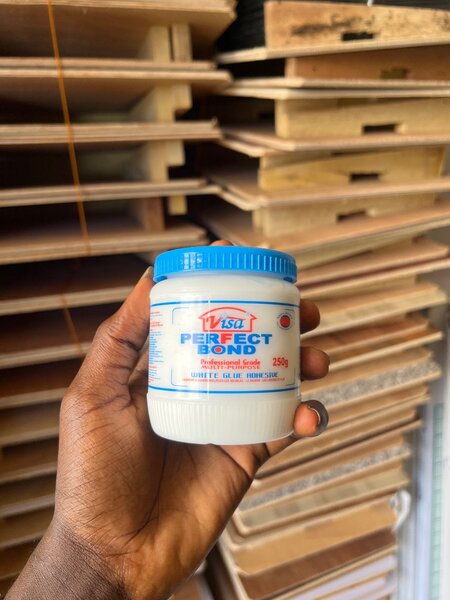 Visa
PERFECT
BOND
Professional Grade
MULTI-PURPOSE
250g
WHITE GLUE ADHESIVE